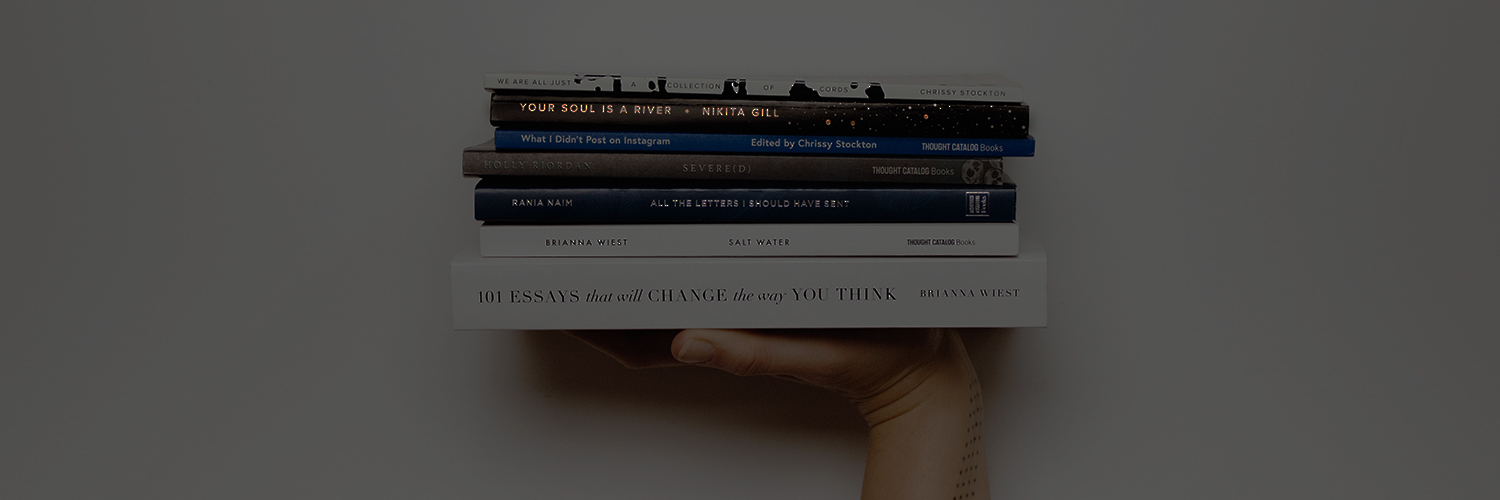 WE ARE ALL JUST A COLLECTION OF CORDS CHRISSY STOCKTON
YOUR SOUL IS A RIVER • NIKITA GILL
What I Didn't Post on Instagram Edited by Chrissy Stockton THOUGHT CATALOG Books
HOLLY RIORDAN SEVERE(D) THOUGHT CATALOG Books
RANIA NAIM ALL THE LETTERS I SHOULD HAVE SENT
BRIANNA WIEST SALT WATER THOUGHT CATALOG Books
101 ESSAYS that will CHANGE the way YOU THINK BRIANNA WIEST